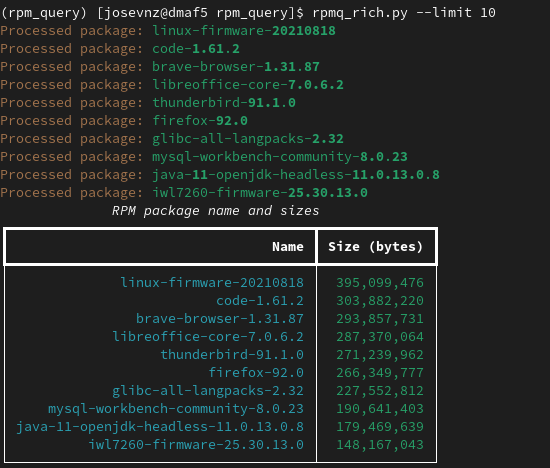 (rpm_query) [josevnz@dmaf5 rpm_query]$ rpmq_rich.py --limit 10
Processed package: linux-firmware-20210818
Processed package: code-1.61.2
Processed package: brave-browser-1.31.87
Processed package: libreoffice-core-7.0.6.2
Processed package: thunderbird-91.1.0
Processed package: firefox-92.0
Processed package: glibc-all-langpacks-2.32
Processed package: mysql-workbench-community-8.0.23
Processed package: java-11-openjdk-headless-11.0.13.0.8
Processed package: iwl7260-firmware-25.30.13.0
RPM package name and sizes
Name Size (bytes)
linux-firmware-20210818 395,099,476
code-1.61.2 303,882,220
brave-browser-1.31.87 293,857,731
libreoffice-core-7.0.6.2 287,370,064
thunderbird-91.1.0 271,239,962
firefox-92.0 266,349,777
glibc-all-langpacks-2.32 227,552,812
mysql-workbench-community-8.0.23 190,641,403
java-11-openjdk-headless-11.0.13.0.8 179,469,639
iwl7260-firmware-25.30.13.0 148,167,043